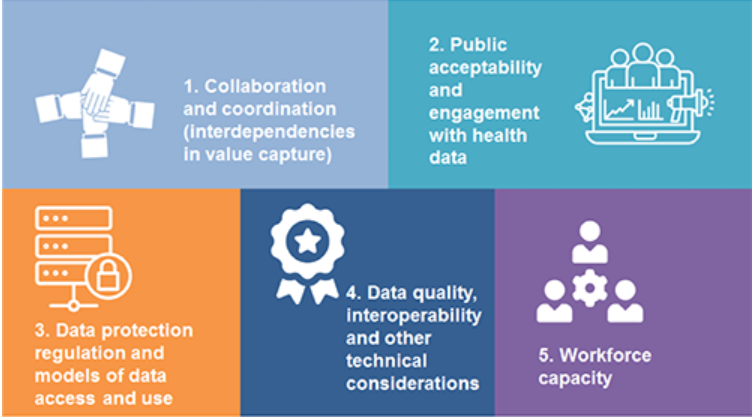 1. Collaboration
and coordination
(interdependencies
in value capture)
2. Public
acceptability
and
engagement
with health
data
3. Data protection
regulation and
models of data
access and use
4. Data quality,
interoperability
and other
technical
considerations
5. Workforce
capacity